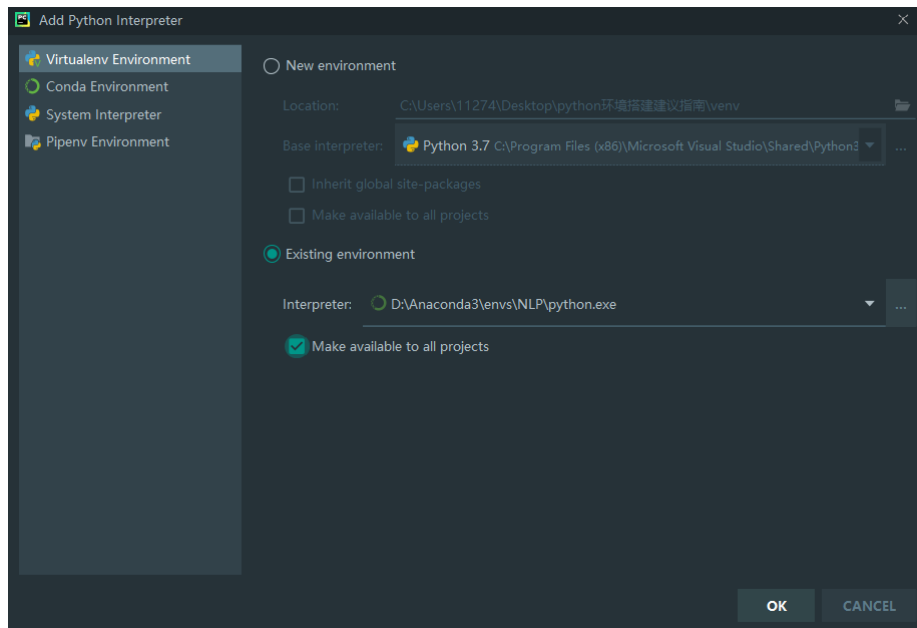 Add Python Interpreter
Virtualenv Environment
Conda Environment
System Interpreter
Pipenv Environment
New environment
Location: C:\Users\11274\Desktop\python环境搭建建议指南\venv
Base interpreter: Python 3.7 C:\Program Files (x86)\Microsoft Visual Studio\Shared\Python3 ...
Inherit global site-packages
Make available to all projects
Existing environment
Interpreter: D:\Anaconda3\envs\NLP\python.exe ...
Make available to all projects
OK CANCEL